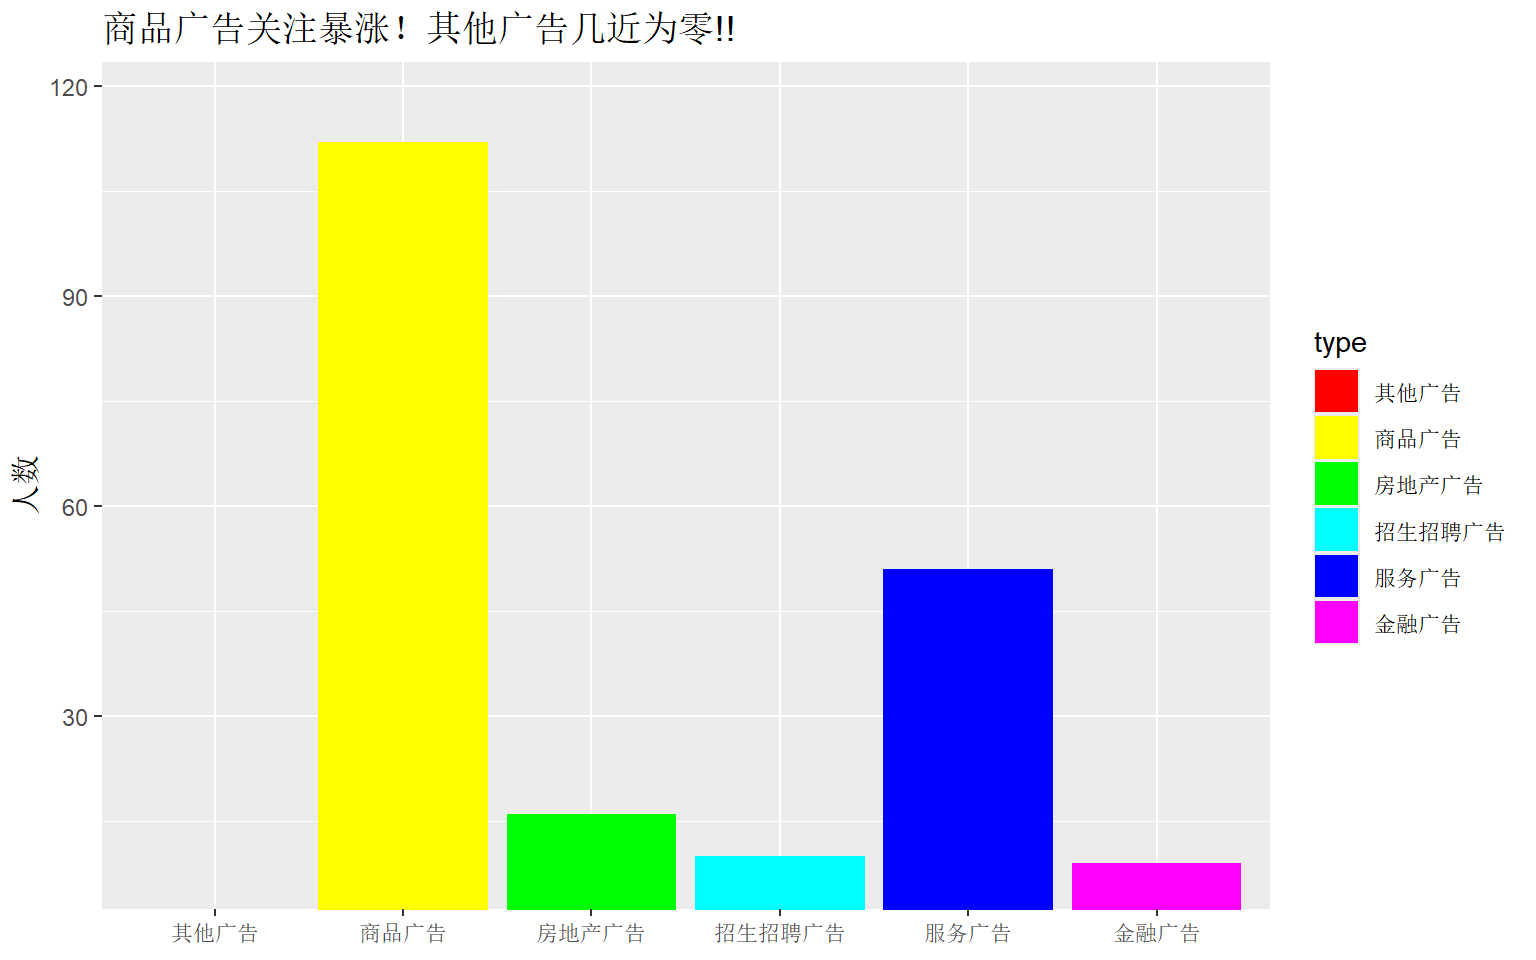 商品广告关注暴涨！其他广告几近为零!!
人数
120
90
60
30
其他广告
商品广告
房地产广告
招生招聘广告
服务广告
金融广告
type
其他广告
商品广告
房地产广告
招生招聘广告
服务广告
金融广告